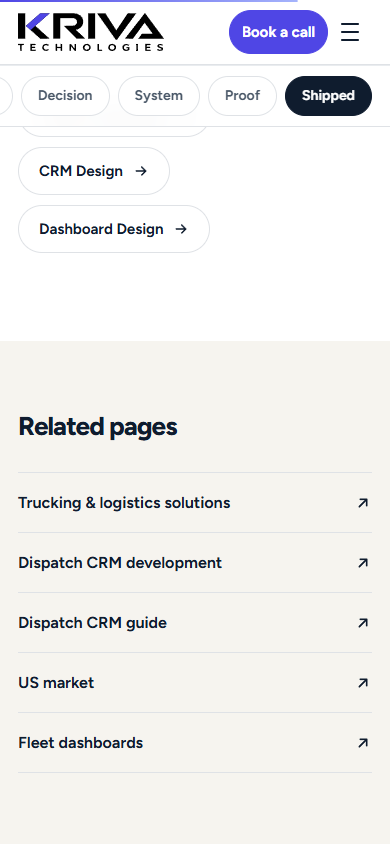 KRIVA
TECHNOLOGIES
Book a call
Decision
System
Proof
Shipped
CRM Design
Dashboard Design
Related pages
Trucking & logistics solutions
Dispatch CRM development
Dispatch CRM guide
US market
Fleet dashboards